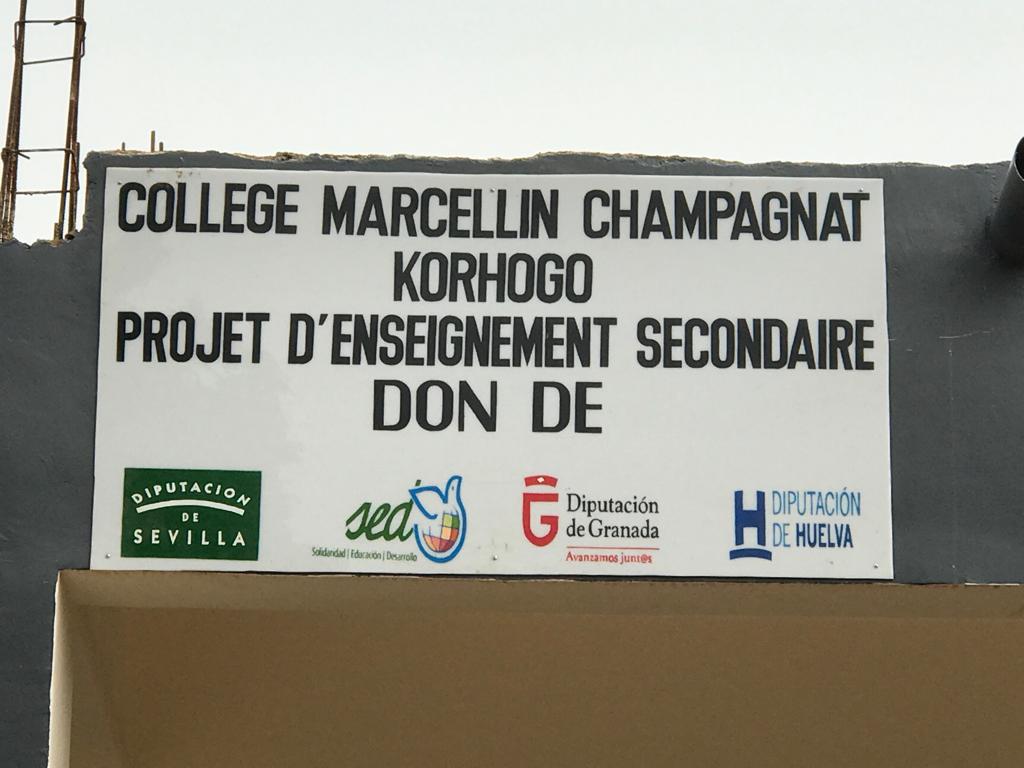 COLLEGE MARCELLIN CHAMPAGNAT
KORHOGO
PROJET D'ENSEIGNEMENT SECONDAIRE
DON DE
DIPUTACION
DE
SEVILLA
sed
Solidaridad | Educación | Desarrollo
G
Diputación
de Granada
Avanzamos junt@s
H
DIPUTACIÓN
DE HUELVA